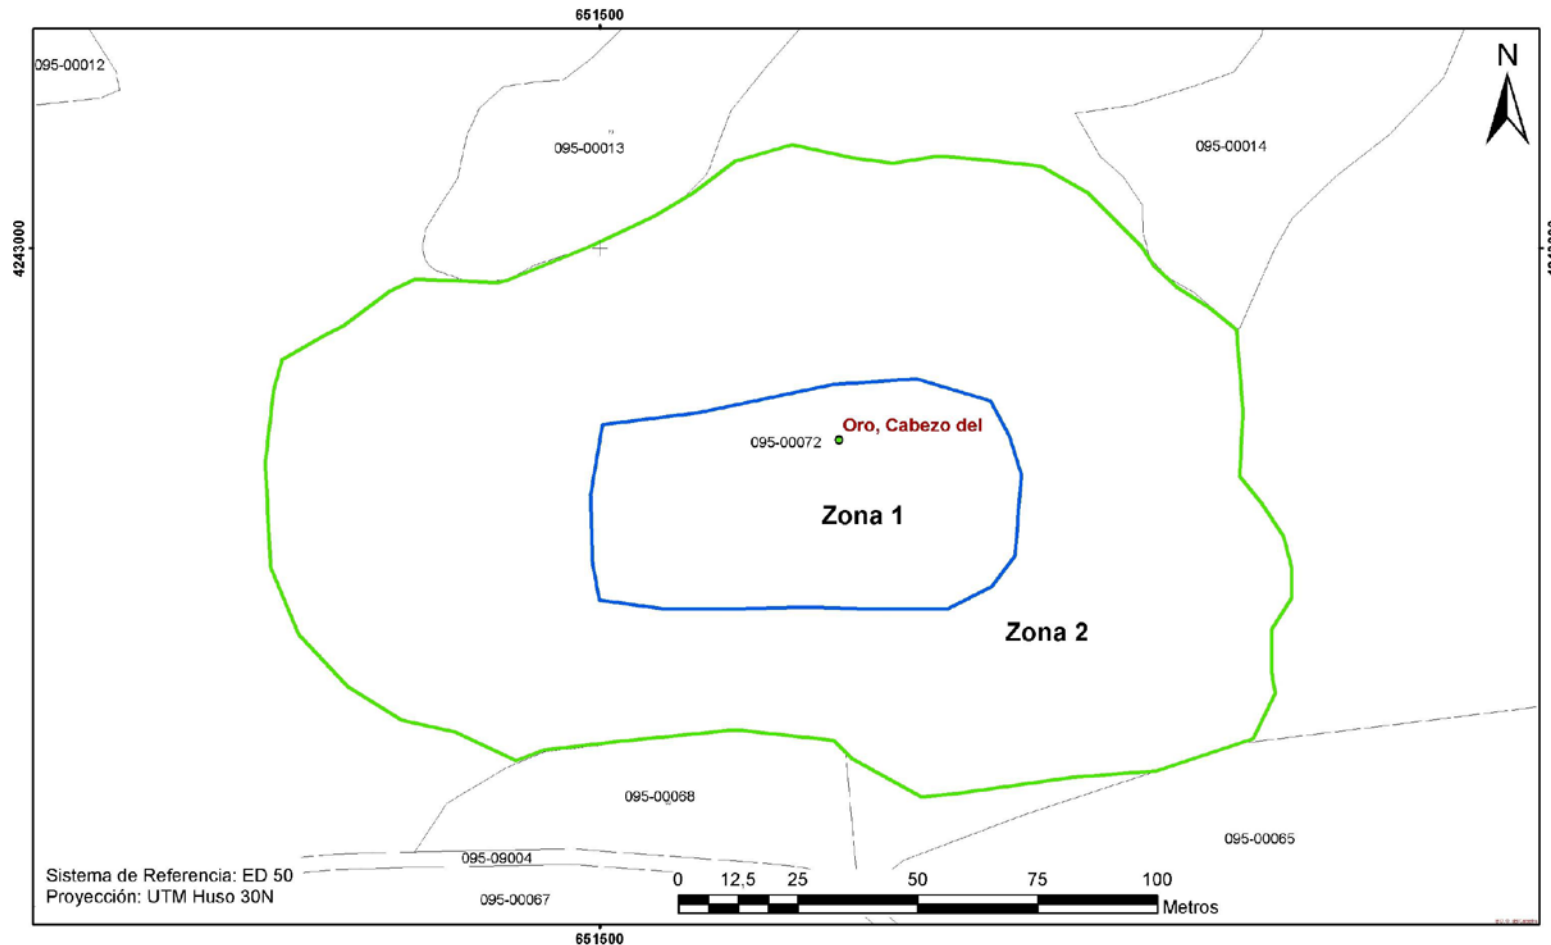 651500
095-00012
N
095-00013
095-00014
4243000
Oro, Cabezo del
095-00072
Zona 1
Zona 2
095-00068
095-00065
095-09004
Sistema de Referencia: ED 50
Proyección: UTM Huso 30N
095-00067
0 12,5 25 50 75 100
Metros
651500